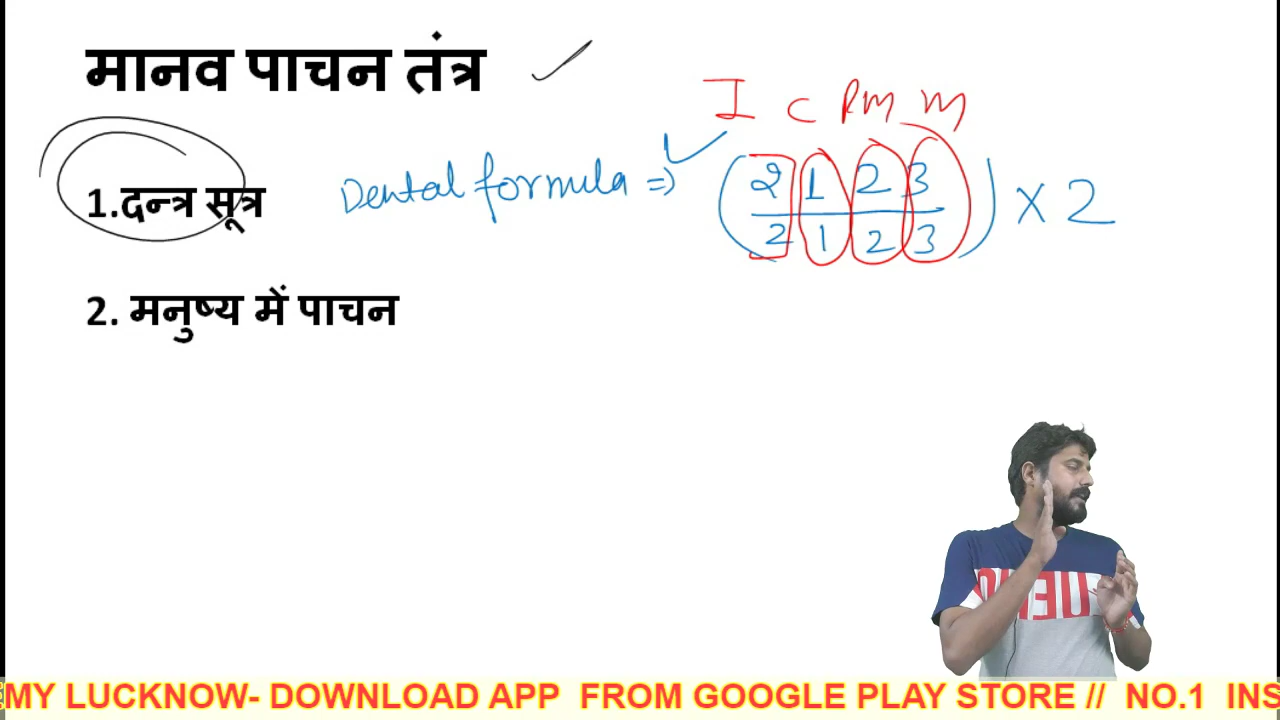 मानव पाचन तंत्र
I C PM M
1.दन्त्र सूत्र Dental formula ⇒ (2 1 2 3 / 2 1 2 3) × 2
2. मनुष्य में पाचन
MY LUCKNOW- DOWNLOAD APP FROM GOOGLE PLAY STORE // NO.1 INS